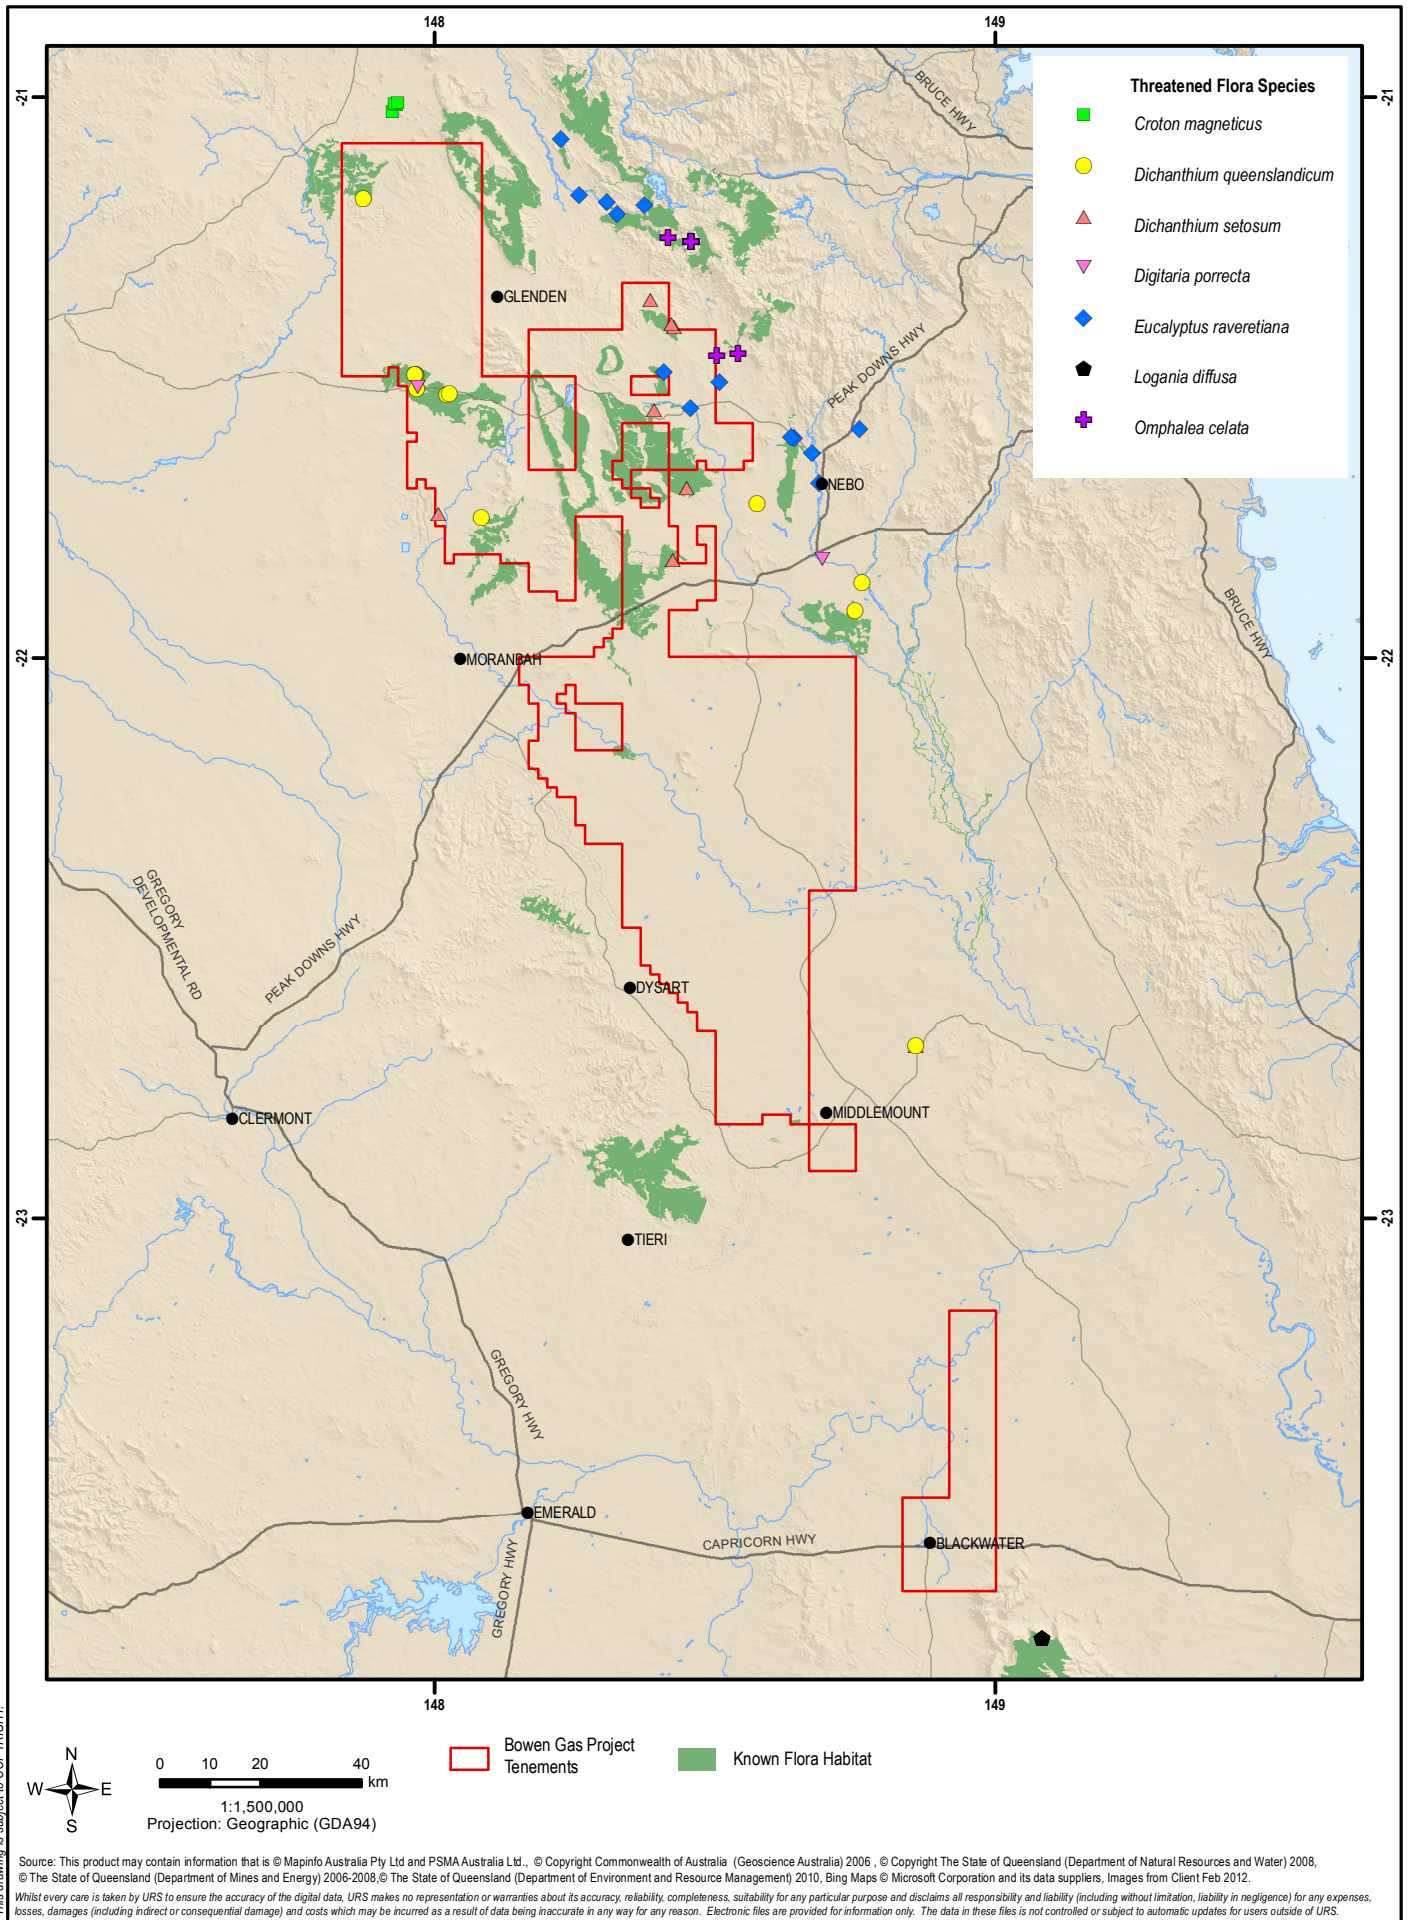 148
149
-21
-21
-22
-22
-23
-23
148
149
Threatened Flora Species
Croton magneticus
Dichanthium queenslandicum
Dichanthium setosum
Digitaria porrecta
Eucalyptus raveretiana
Logania diffusa
Omphalea celata
BRUCE HWY
GLENDEN
PEAK DOWNS HWY
NEBO
BRUCE HWY
MORANBAH
GREGORY
DEVELOPMENTAL RD
PEAK DOWNS HWY
DYSART
CLERMONT
MIDDLEMOUNT
TIERI
GREGORY HWY
EMERALD
CAPRICORN HWY
BLACKWATER
GREGORY HWY
N
W E
S
0 10 20 40
km
1:1,500,000
Projection: Geographic (GDA94)
Bowen Gas Project
Tenements
Known Flora Habitat
Source: This product may contain information that is © Mapinfo Australia Pty Ltd and PSMA Australia Ltd., © Copyright Commonwealth of Australia (Geoscience Australia) 2006 , © Copyright The State of Queensland (Department of Natural Resources and Water) 2008,
© The State of Queensland (Department of Mines and Energy) 2006-2008,© The State of Queensland (Department of Environment and Resource Management) 2010, Bing Maps © Microsoft Corporation and its data suppliers, Images from Client Feb 2012.
Whilst every care is taken by URS to ensure the accuracy of the digital data, URS makes no representation or warranties about its accuracy, reliability, completeness, suitability for any particular purpose and disclaims all responsibility and liability (including without limitation, liability in negligence) for any expenses,
losses, damages (including indirect or consequential damage) and costs which may be incurred as a result of data being inaccurate in any way for any reason. Electronic files are provided for information only. The data in these files is not controlled or subject to automatic updates for users outside of URS.